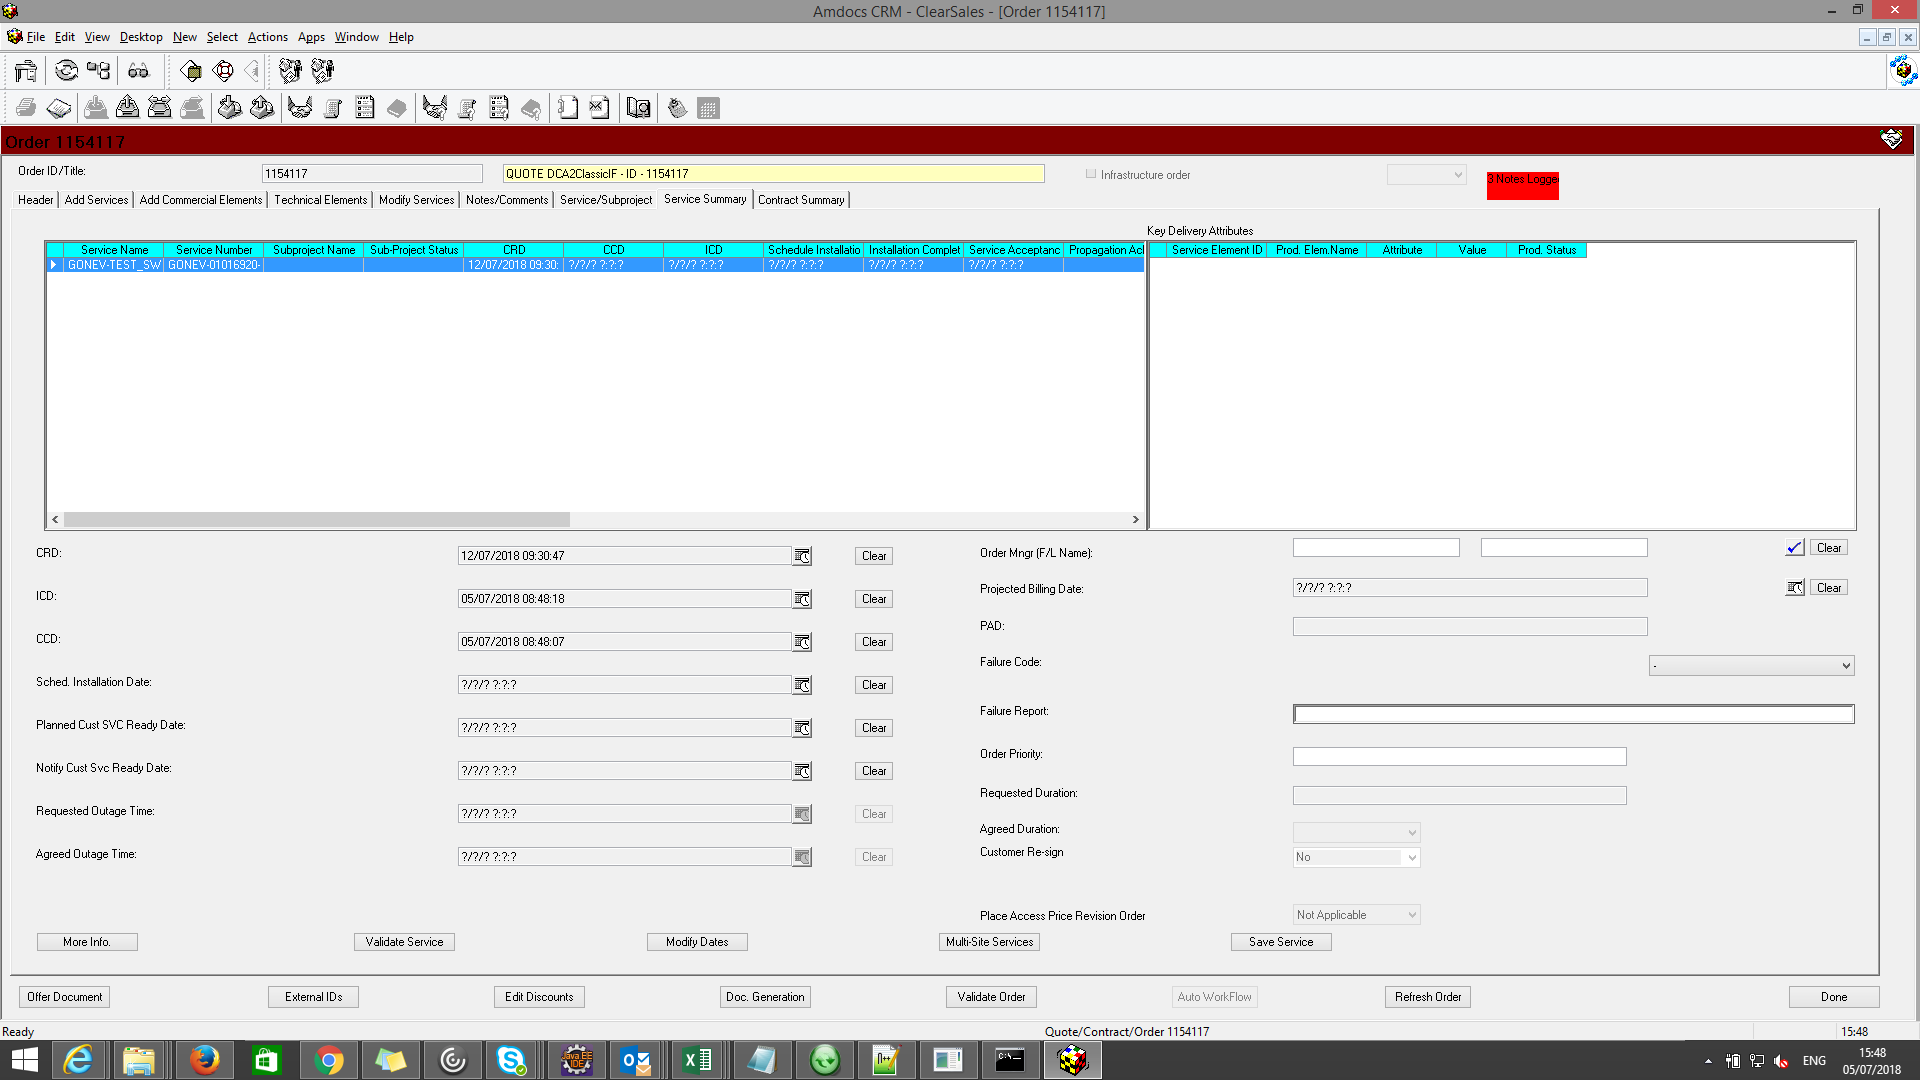 Amdocs CRM - ClearSales - [Order 1154117]
File Edit View Desktop New Select Actions Apps Window Help
Order 1154117
Order ID/Title: 1154117 QUOTE DCA2ClassicIF - ID - 1154117 Infrastructure order 3 Notes Logge
Header Add Services Add Commercial Elements Technical Elements Modify Services Notes/Comments Service/Subproject Service Summary Contract Summary
Key Delivery Attributes
Service Name Service Number Subproject Name Sub-Project Status CRD CCD ICD Schedule Installatio Installation Complet Service Acceptanc Propagation Acl Service Element ID Prod. Elem.Name Attribute Value Prod. Status
GONEV-TEST_SW GONEV-01016920- 12/07/2018 09:30: ?/?/? ?:?:? ?/?/? ?:?:? ?/?/? ?:?:? ?/?/? ?:?:? ?/?/? ?:?:?
CRD: 12/07/2018 09:30:47 Clear Order Mngr (F/L Name): Clear
ICD: 05/07/2018 08:48:18 Clear Projected Billing Date: ?/?/? ?:?:? Clear
CCD: 05/07/2018 08:48:07 Clear PAD:
Sched. Installation Date: ?/?/? ?:?:? Clear Failure Code: -
Planned Cust SVC Ready Date: ?/?/? ?:?:? Clear Failure Report:
Notify Cust Svc Ready Date: ?/?/? ?:?:? Clear Order Priority:
Requested Outage Time: ?/?/? ?:?:? Clear Requested Duration:
Agreed Duration:
Agreed Outage Time: ?/?/? ?:?:? Clear Customer Re-sign No
Place Access Price Revision Order Not Applicable
More Info. Validate Service Modify Dates Multi-Site Services Save Service
Offer Document External IDs Edit Discounts Doc. Generation Validate Order Auto WorkFlow Refresh Order Done
Ready Quote/Contract/Order 1154117 15:48
ENG 15:48
05/07/2018